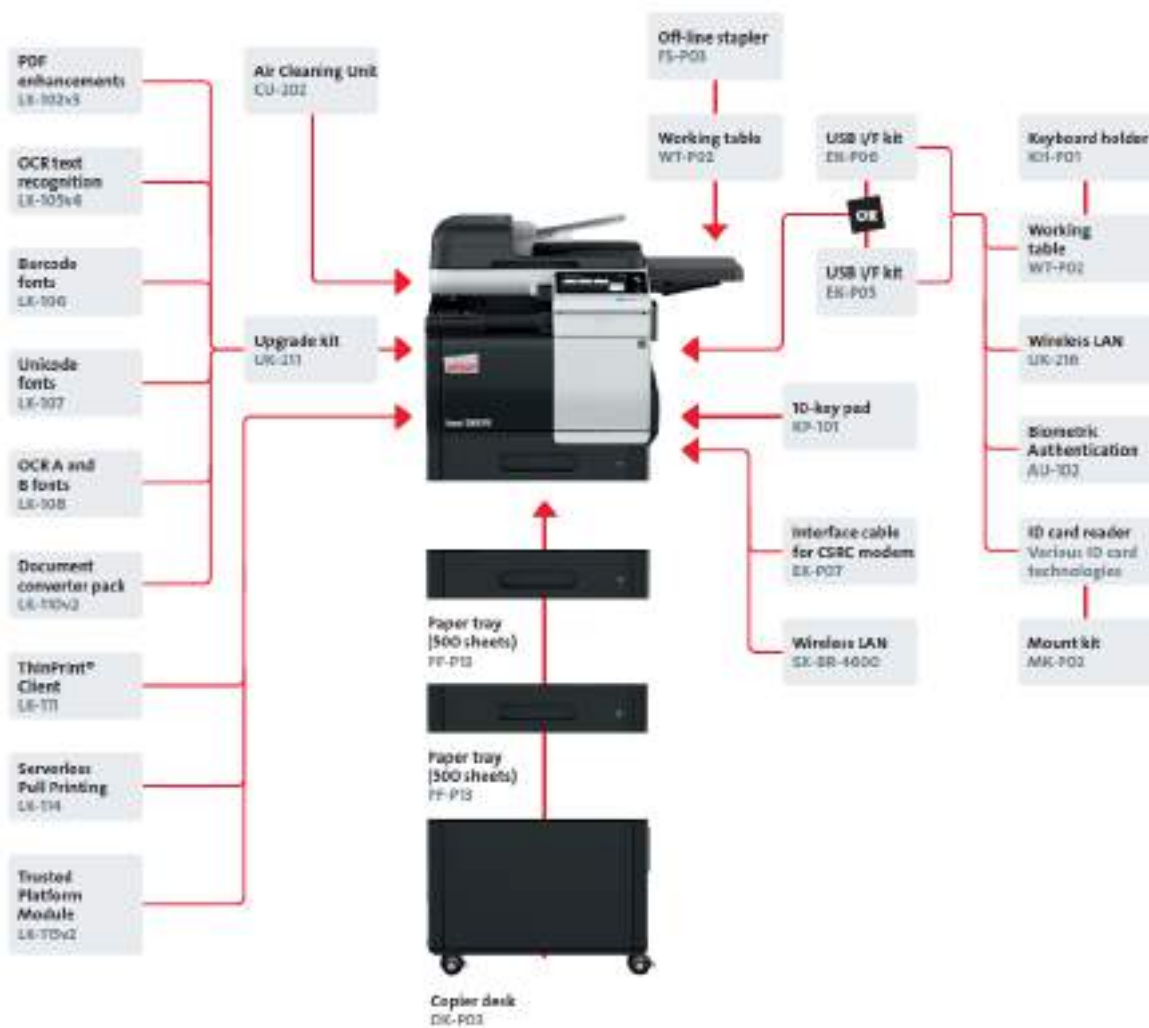 PDF
enhancements
LK-102v3
OCR text
recognition
LK-105v4
Barcode
fonts
LK-106
Unicode
fonts
LK-107
OCR A and
B fonts
LK-108
Document
converter pack
LK-110v2
ThinPrint®
Client
LK-111
Serverless
Pull Printing
LK-114
Trusted
Platform
Module
LK-115v2
Air Cleaning Unit
CU-202
Upgrade kit
UK-211
Off-line stapler
FS-P03
Working table
WT-P02
USB I/F kit
EK-P06
OR
USB I/F kit
EK-P05
10-key pad
KP-101
Interface cable
for CSRC modem
EK-P07
Wireless LAN
SX-BR-4600
Keyboard holder
KH-P01
Working
table
WT-P02
Wireless LAN
UK-216
Biometric
Authentication
AU-102
ID card reader
Various ID card
technologies
Mount kit
MK-P02
Paper tray
(500 sheets)
PF-P13
Paper tray
(500 sheets)
PF-P13
Copier desk
DK-P03